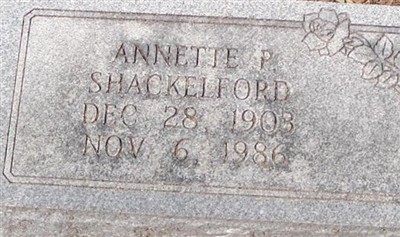 ANNETTE P.
SHACKELFORD
DEC. 28, 1903
NOV. 6, 1986